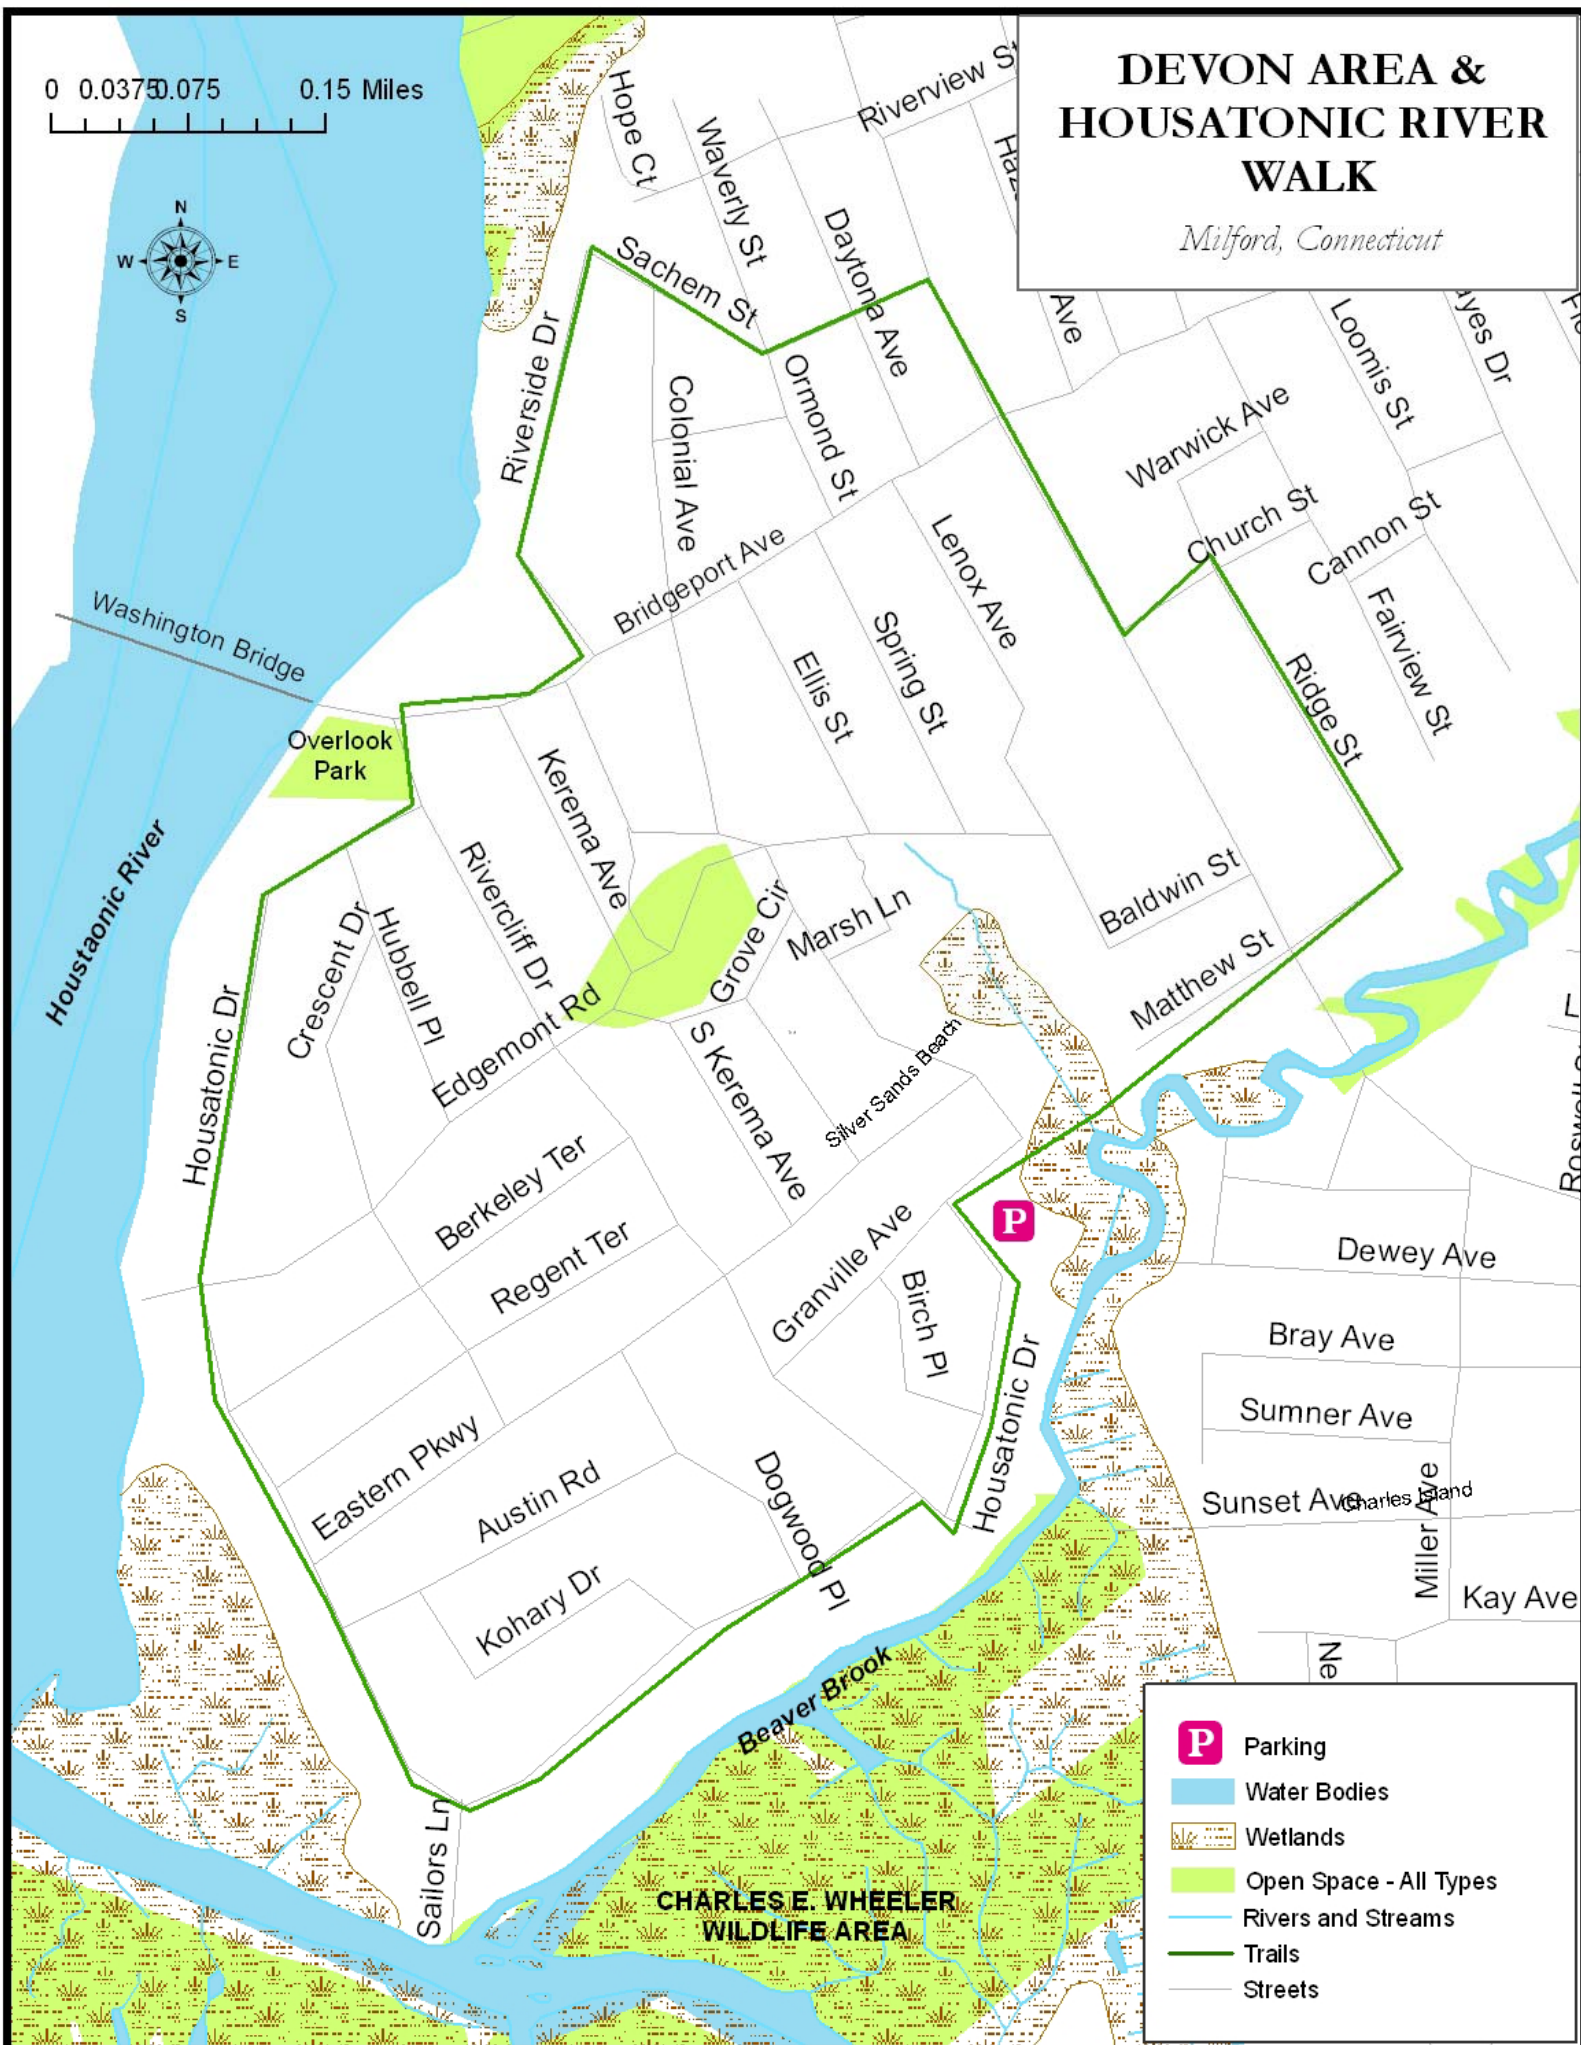 DEVON AREA &
HOUSATONIC RIVER
WALK
Milford, Connecticut
0 0.0375 0.075 0.15 Miles
N
W E
S
Hope Ct
Waverly St
Riverview St
Daytona Ave
Sachem St
Riverside Dr
Colonial Ave
Ormond St
Ave
Loomis St
ayes Dr
Warwick Ave
Church St
Cannon St
Fairview St
Bridgeport Ave
Lenox Ave
Spring St
Ellis St
Ridge St
Washington Bridge
Overlook
Park
Kerema Ave
Rivercliff Dr
Houstaonic River
Crescent Dr
Hubbell Pl
Grove Cir
Marsh Ln
Baldwin St
Matthew St
Housatonic Dr
Edgemont Rd
S Kerema Ave
Silver Sands Beach
Berkeley Ter
Regent Ter
Granville Ave
P
Birch Pl
Housatonic Dr
Dewey Ave
Bray Ave
Sumner Ave
Sunset Ave
Charles Island
Miller Ave
Kay Ave
Ne
Eastern Pkwy
Austin Rd
Dogwood Pl
Kohary Dr
Beaver Brook
Sailors Ln
CHARLES E. WHEELER
WILDLIFE AREA
P Parking
Water Bodies
Wetlands
Open Space - All Types
Rivers and Streams
Trails
Streets